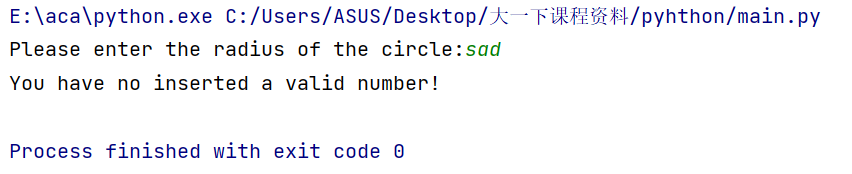 E:\aca\python.exe C:/Users/ASUS/Desktop/大一下课程资料/pyhthon/main.py
Please enter the radius of the circle:sad
You have no inserted a valid number!
Process finished with exit code 0